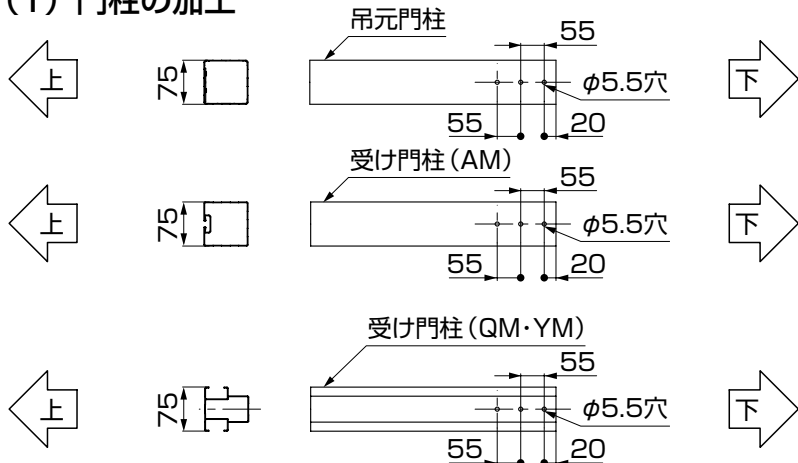 (1) 門柱の加工
吊元門柱
55
上
75
φ5.5穴
下
55
20
受け門柱（AM）
55
上
75
φ5.5穴
下
55
20
受け門柱（QM・YM）
55
上
75
φ5.5穴
下
55
20